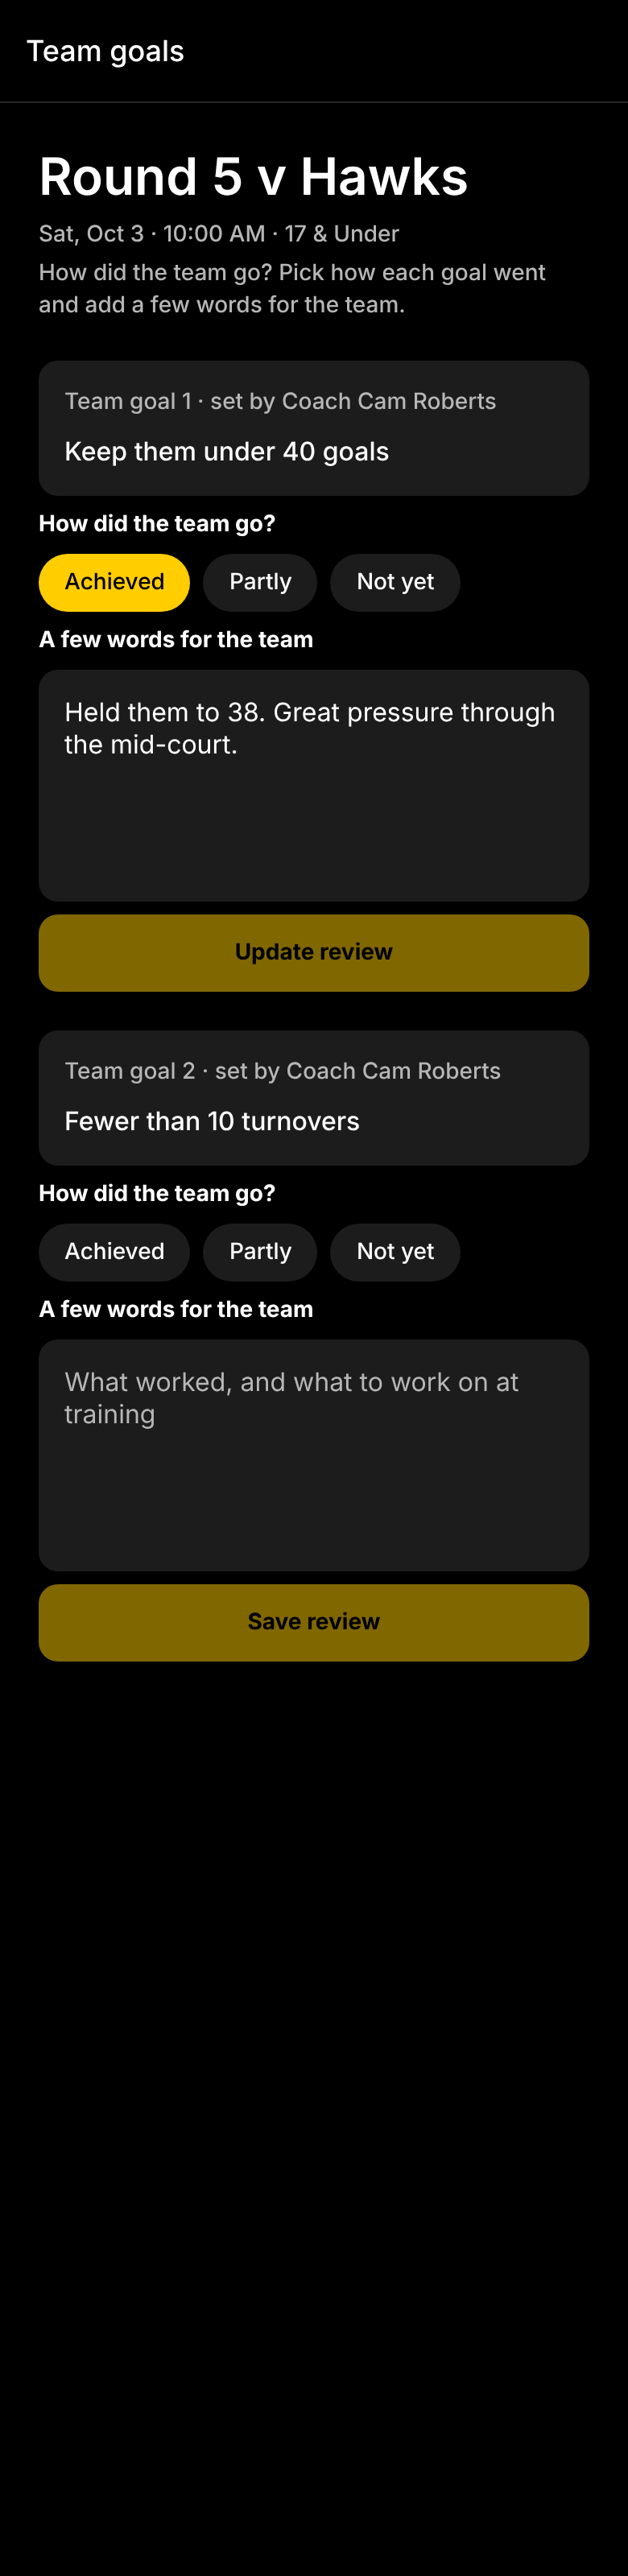 Team goals
Round 5 v Hawks
Sat, Oct 3 · 10:00 AM · 17 & Under
How did the team go? Pick how each goal went
and add a few words for the team.
Team goal 1 · set by Coach Cam Roberts
Keep them under 40 goals
How did the team go?
Achieved Partly Not yet
A few words for the team
Held them to 38. Great pressure through
the mid-court.
Update review
Team goal 2 · set by Coach Cam Roberts
Fewer than 10 turnovers
How did the team go?
Achieved Partly Not yet
A few words for the team
What worked, and what to work on at
training
Save review